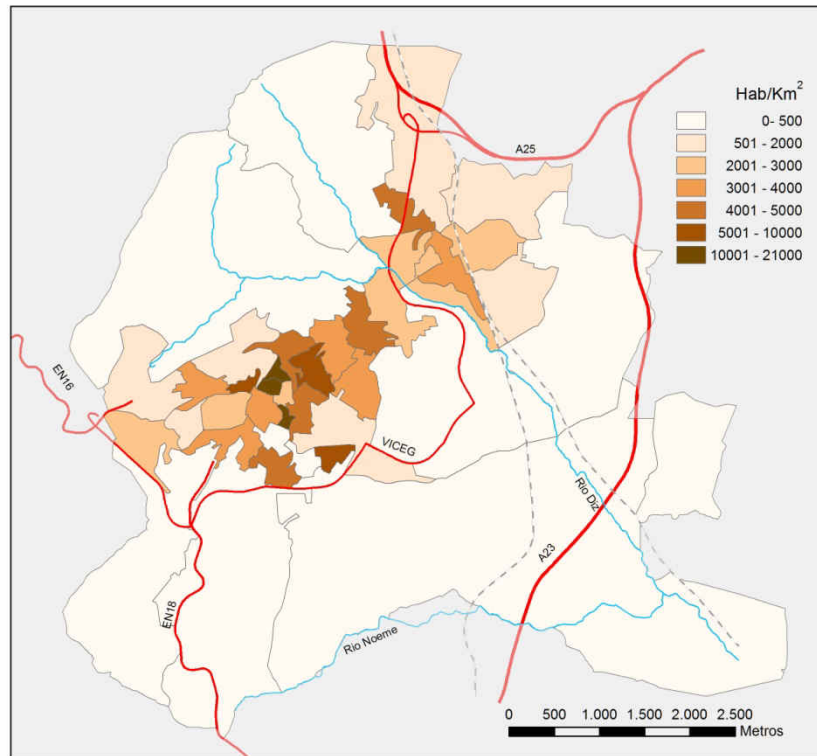 Hab/Km²
0- 500
501 - 2000
2001 - 3000
3001 - 4000
4001 - 5000
5001 - 10000
10001 - 21000
A25
EN16
VICEG
Rio Diz
A23
EN18
Rio Noeme
0 500 1.000 1.500 2.000 2.500
Metros